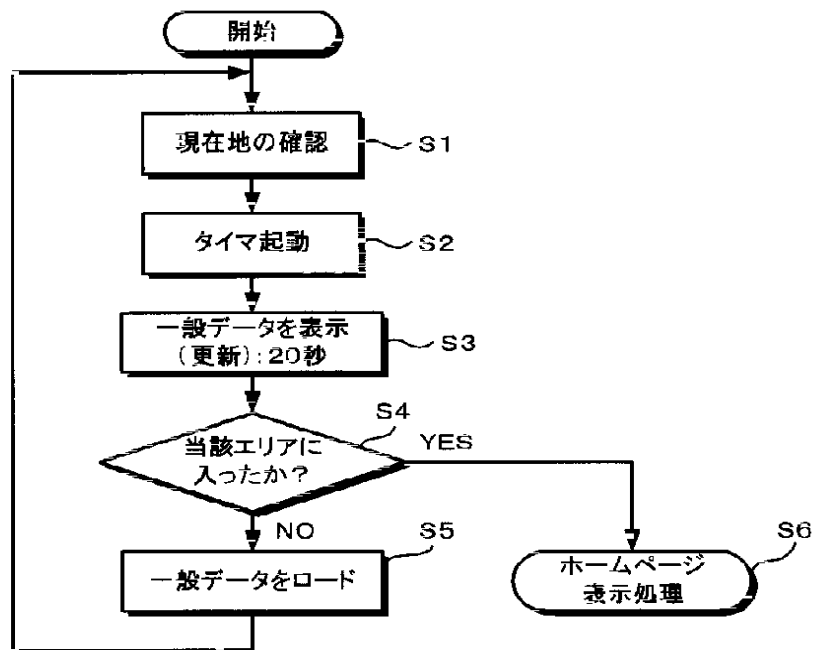 開始
現在地の確認
S1
タイマ起動
S2
一般データを表示
(更新):20秒
S3
S4
当該エリアに
入ったか?
YES
NO
S5
一般データをロード
S6
ホームページ
表示処理